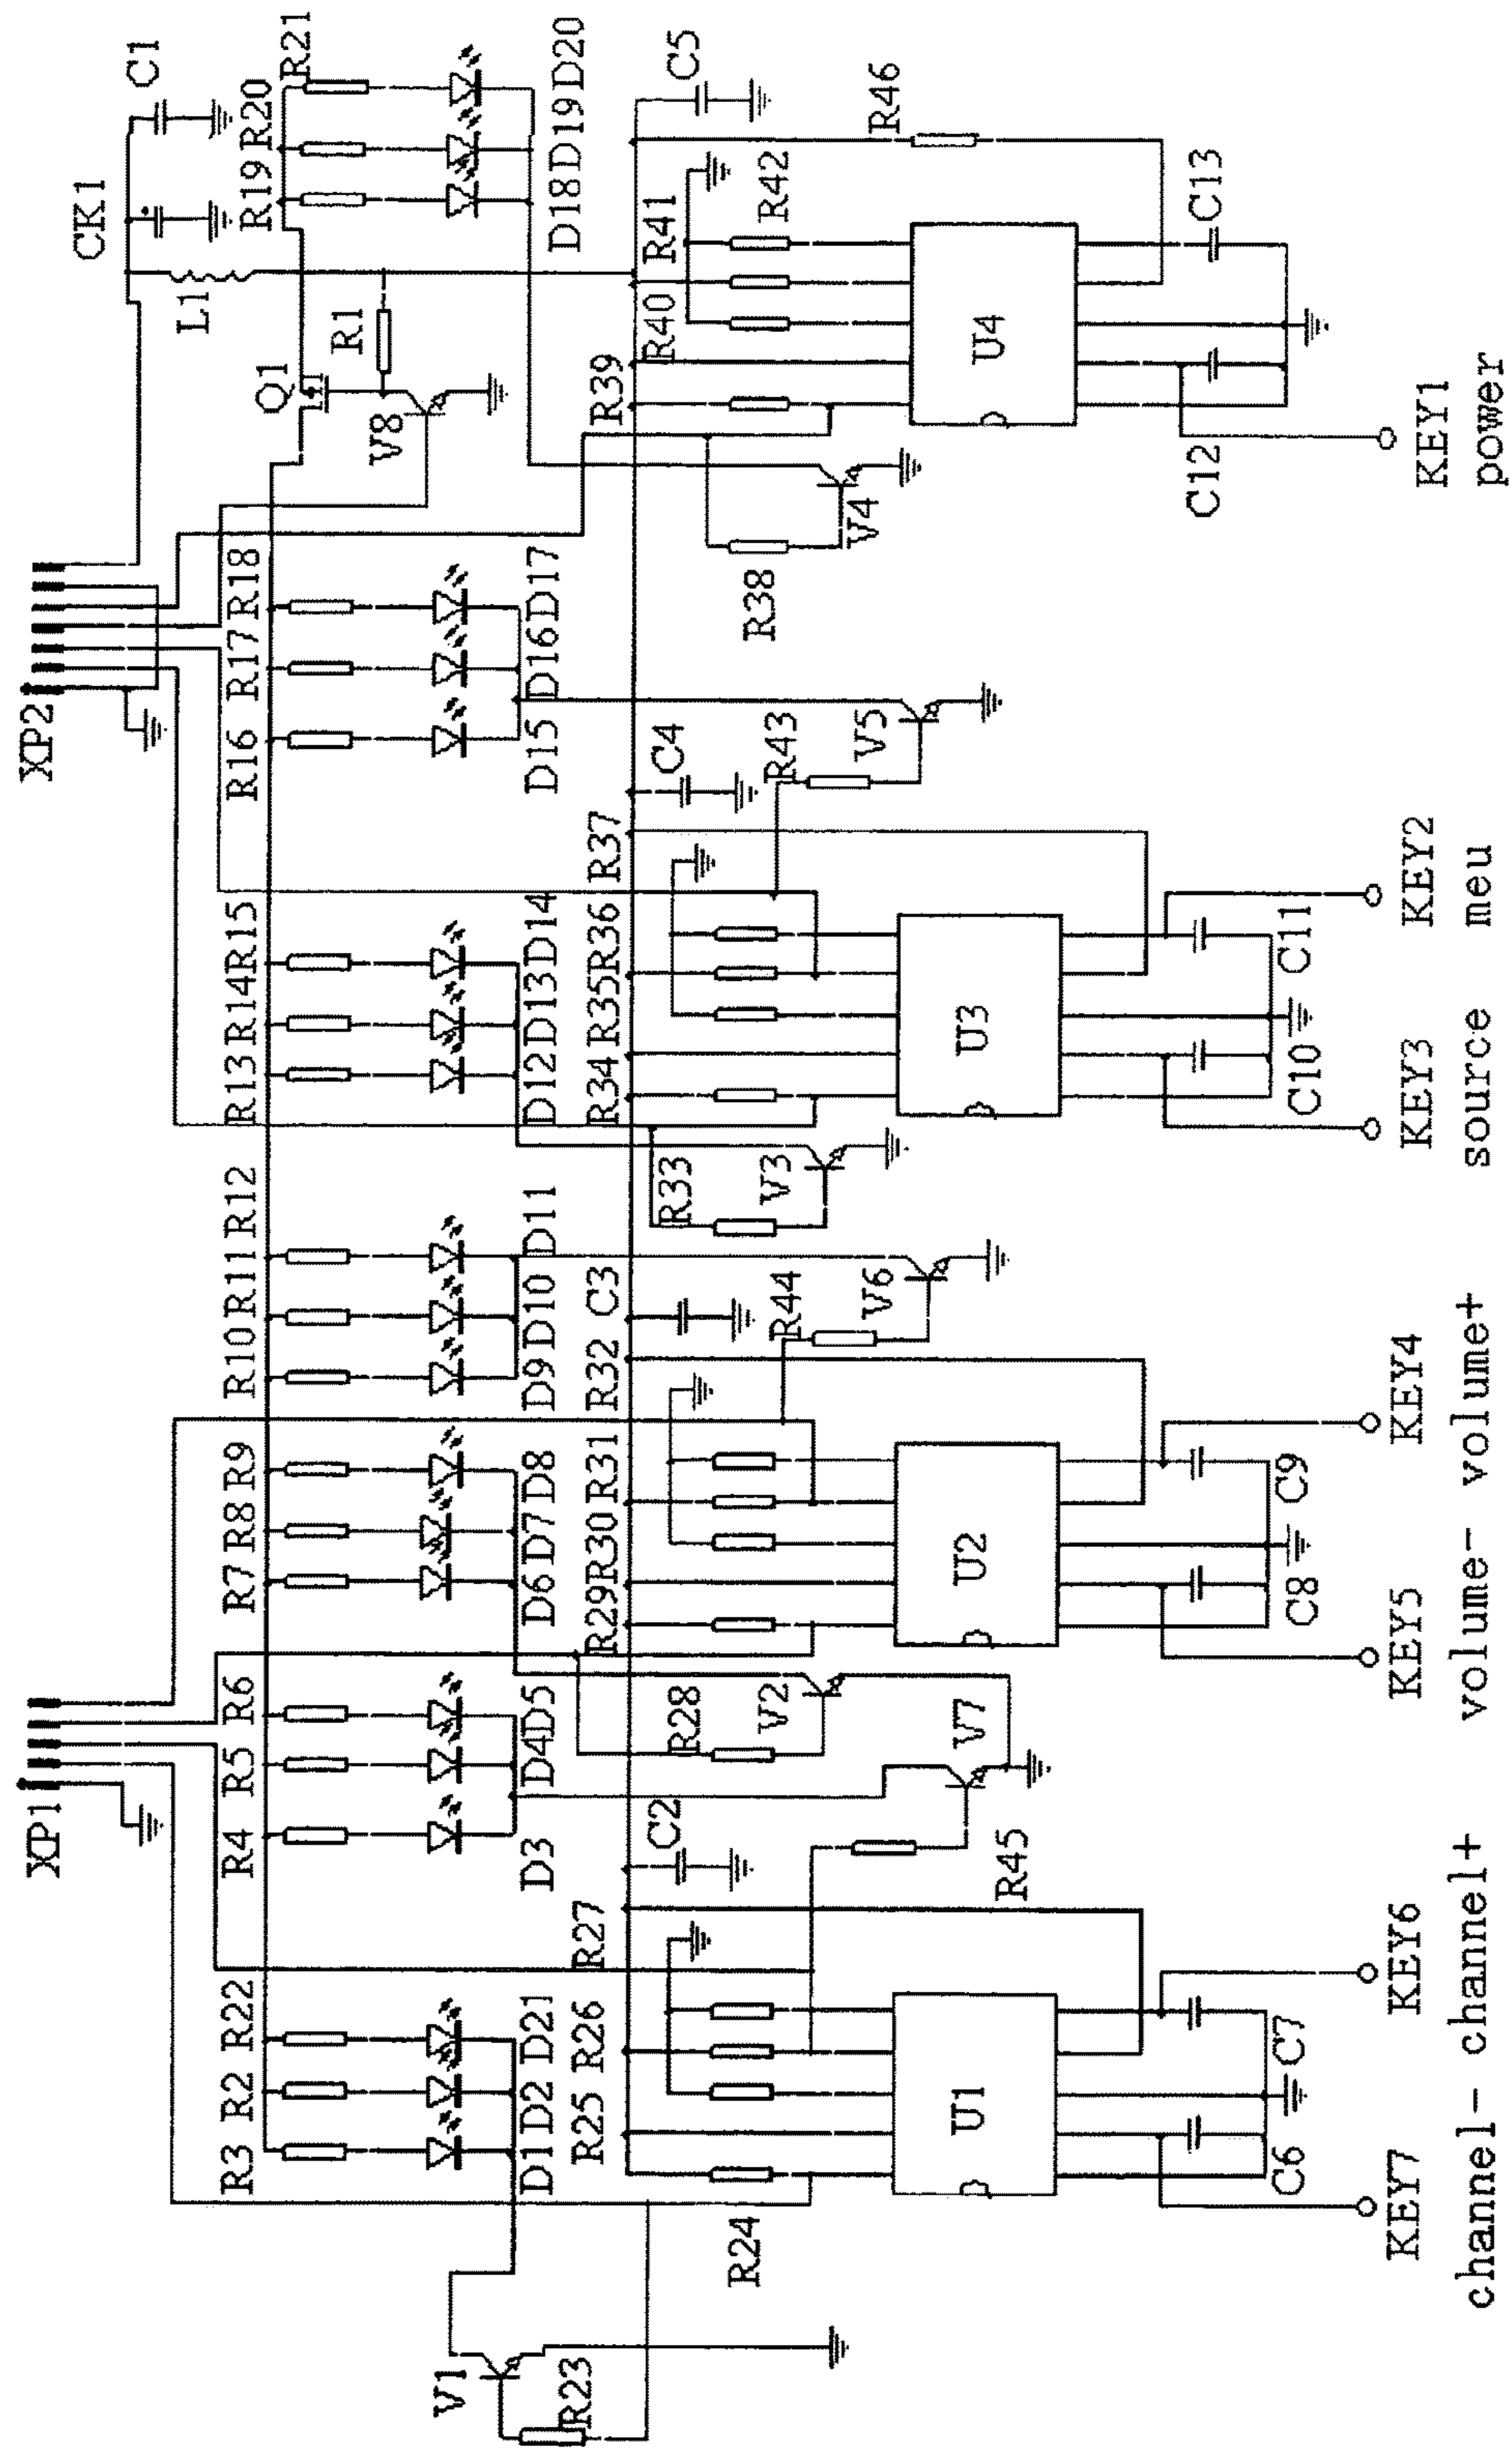 XP1
XP2
CK1
C1
L1
Q1
R1
V8
R3
R2
R22
R4
R5
R6
R7
R8
R9
R10
R11
R12
R13
R14
R15
R16
R17
R18
R19
R20
R21
D1
D2
D21
D3
D4
D5
D6
D7
D8
D9
D10
D11
D12
D13
D14
D15
D16
D17
D18
D19
D20
V1
R23
R24
R25
R26
R27
C2
R28
V2
V7
R45
R29
R30
R31
R32
C3
R44
V6
R33
V3
R34
R35
R36
R37
C4
R43
V5
R38
V4
R39
R40
R41
R42
C5
R46
U1
U2
U3
U4
C6
C7
C8
C9
C10
C11
C12
C13
KEY7
KEY6
KEY5
KEY4
KEY3
KEY2
KEY1
channel-
channel+
volume-
volume+
source
meu
power